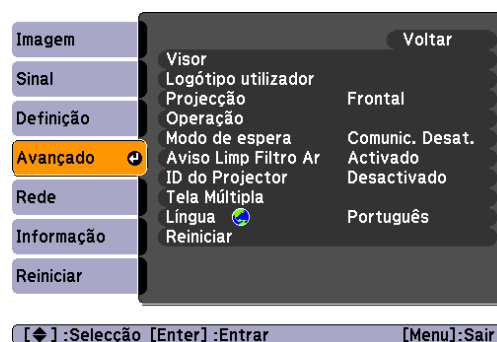 Imagem
Sinal
Definição
Avançado
Rede
Informação
Reiniciar
Voltar
Visor
Logótipo utilizador
Projecção Frontal
Operação
Modo de espera Comunic. Desat.
Aviso Limp Filtro Ar Activado
ID do Projector Desactivado
Tela Múltipla
Língua Português
Reiniciar
[◆] :Selecção [Enter] :Entrar [Menu]:Sair